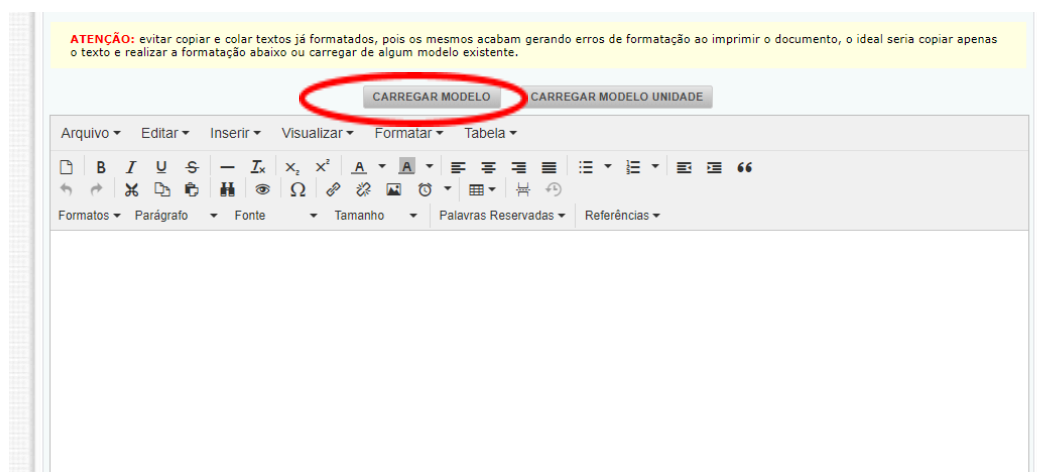 ATENÇÃO: evitar copiar e colar textos já formatados, pois os mesmos acabam gerando erros de formatação ao imprimir o documento, o ideal seria copiar apenas
o texto e realizar a formatação abaixo ou carregar de algum modelo existente.
CARREGAR MODELO CARREGAR MODELO UNIDADE
Arquivo Editar Inserir Visualizar Formatar Tabela
Formatos Parágrafo Fonte Tamanho Palavras Reservadas Referências